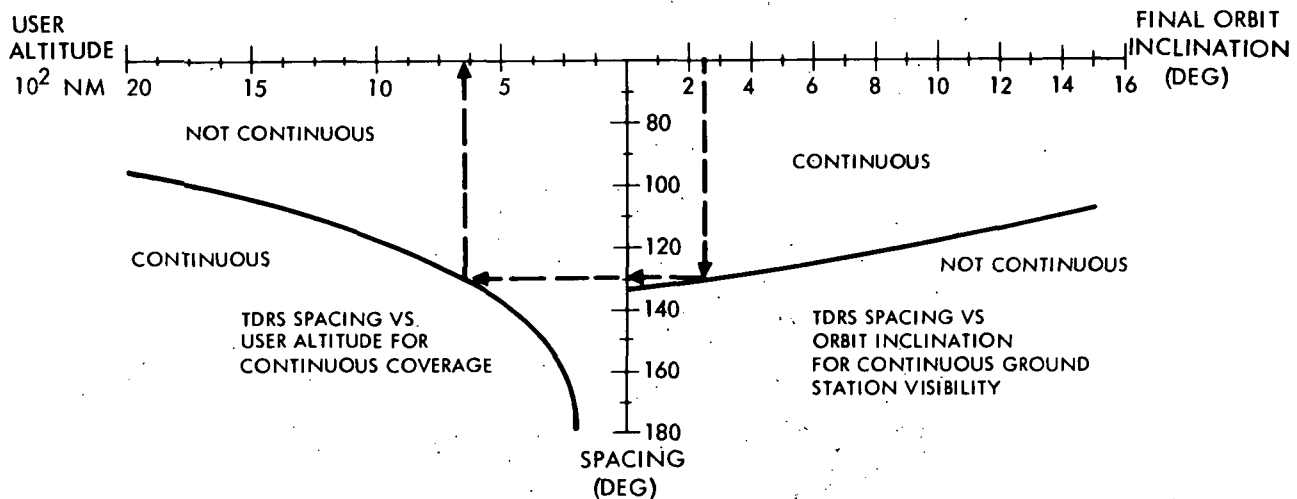 USER
ALTITUDE
10² NM
FINAL ORBIT
INCLINATION
(DEG)
20 15 10 5 2 4 6 8 10 12 14 16
NOT CONTINUOUS
80
CONTINUOUS
100
120
CONTINUOUS
NOT CONTINUOUS
140
TDRS SPACING VS.
USER ALTITUDE FOR
CONTINUOUS COVERAGE
TDRS SPACING VS
ORBIT INCLINATION
FOR CONTINUOUS GROUND
STATION VISIBILITY
160
180
SPACING
(DEG)